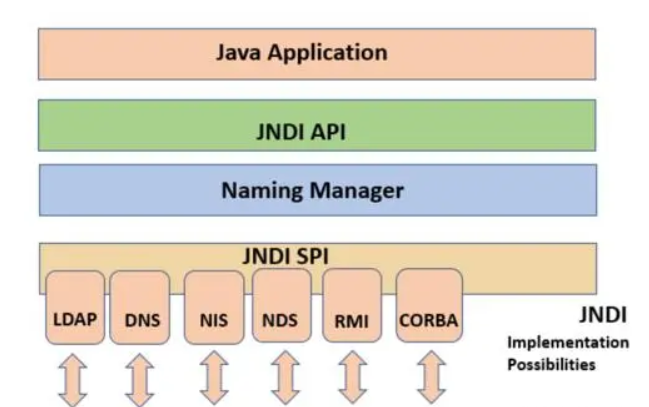 Java Application
JNDI API
Naming Manager
JNDI SPI
LDAP DNS NIS NDS RMI CORBA
JNDI
Implementation
Possibilities